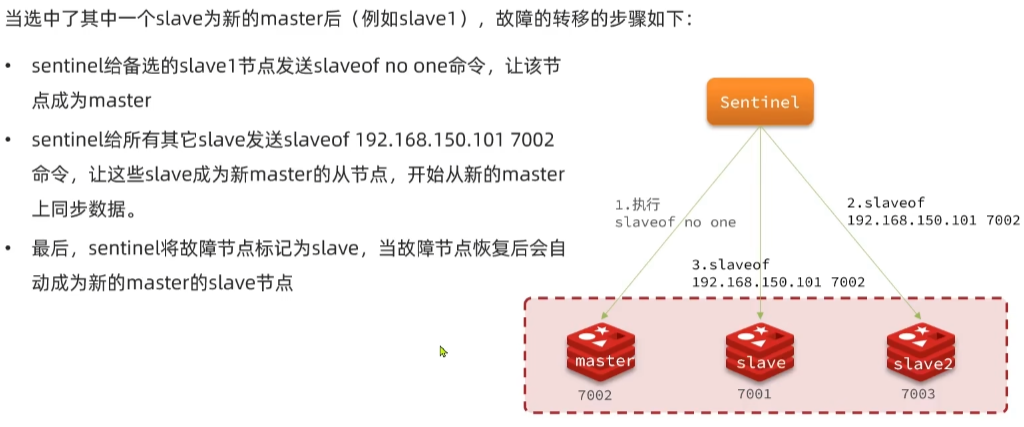 当选中了其中一个slave为新的master后（例如slave1），故障的转移的步骤如下：
• sentinel给备选的slave1节点发送slaveof no one命令，让该节
点成为master
• sentinel给所有其它slave发送slaveof 192.168.150.101 7002
命令，让这些slave成为新master的从节点，开始从新的master
上同步数据。
• 最后，sentinel将故障节点标记为slave，当故障节点恢复后会自
动成为新的master的slave节点
Sentinel
1.执行
slaveof no one
2.slaveof
192.168.150.101 7002
3.slaveof
192.168.150.101 7002
master
slave
slave2
7002
7001
7003